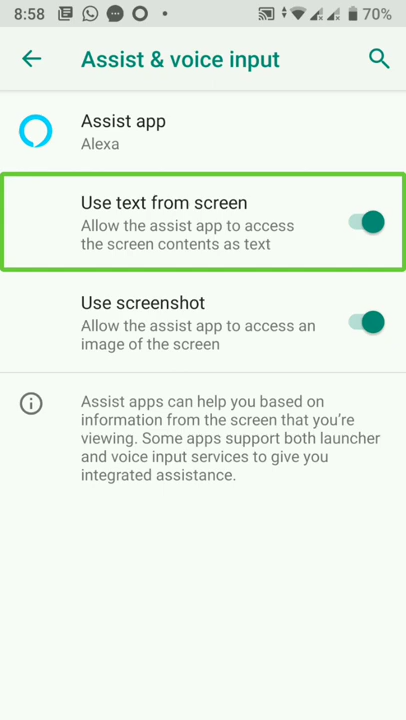 8:58
70%
Assist & voice input
Assist app
Alexa
Use text from screen
Allow the assist app to access
the screen contents as text
Use screenshot
Allow the assist app to access an
image of the screen
Assist apps can help you based on
information from the screen that you’re
viewing. Some apps support both launcher
and voice input services to give you
integrated assistance.